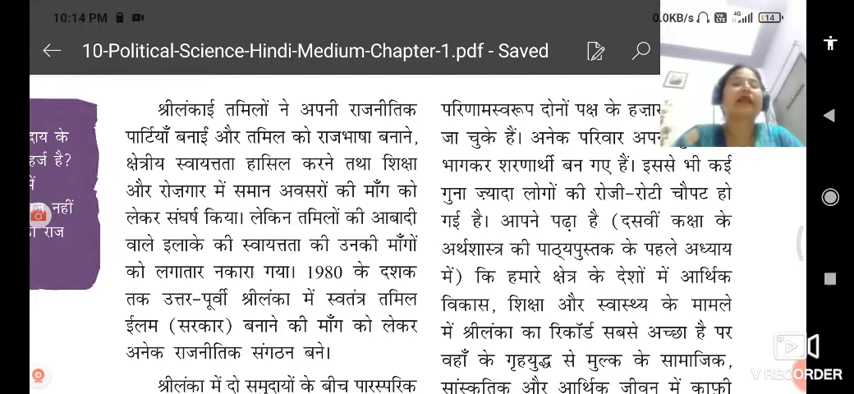 10:14 PM
0.0KB/s
4G
14
10-Political-Science-Hindi-Medium-Chapter-1.pdf - Saved
दाय के
हर्ज है?
में
नहीं
राज
श्रीलंकाई तमिलों ने अपनी राजनीतिक
पार्टियाँ बनाईं और तमिल को राजभाषा बनाने,
क्षेत्रीय स्वायत्तता हासिल करने तथा शिक्षा
और रोज़गार में समान अवसरों की माँग को
लेकर संघर्ष किया। लेकिन तमिलों की आबादी
वाले इलाके की स्वायत्तता की उनकी माँगों
को लगातार नकारा गया। 1980 के दशक
तक उत्तर-पूर्वी श्रीलंका में स्वतंत्र तमिल
ईलम (सरकार) बनाने की माँग को लेकर
अनेक राजनीतिक संगठन बने।
श्रीलंका में दो समुदायों के बीच पारस्परिक
परिणामस्वरूप दोनों पक्ष के हजा
जा चुके हैं। अनेक परिवार अप
भागकर शरणार्थी बन गए हैं। इससे भी कई
गुना ज़्यादा लोगों की रोजी-रोटी चौपट हो
गई है। आपने पढ़ा है (दसवीं कक्षा के
अर्थशास्त्र की पाठ्यपुस्तक के पहले अध्याय
में) कि हमारे क्षेत्र के देशों में आर्थिक
विकास, शिक्षा और स्वास्थ्य के मामले
में श्रीलंका का रिकॉर्ड सबसे अच्छा है पर
वहाँ के गृहयुद्ध से मुल्क के सामाजिक,
सांस्कृतिक और आर्थिक जीवन में काफ़ी
V RECORDER